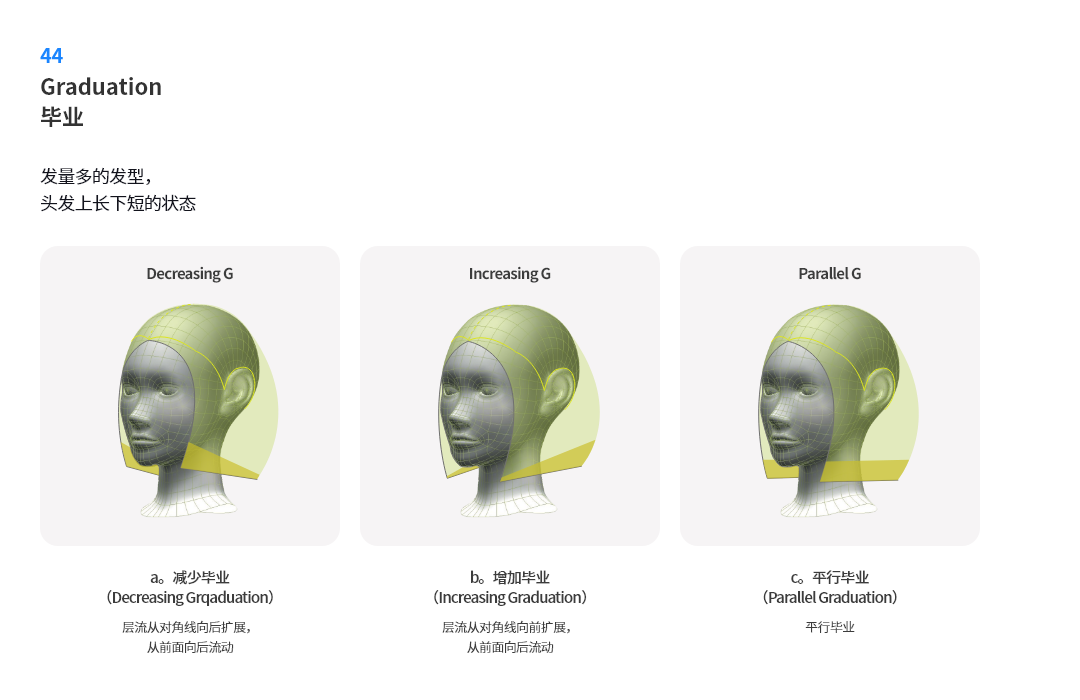 44
Graduation
毕业
发量多的发型，
头发上长下短的状态
Decreasing G
Increasing G
Parallel G
a。减少毕业
（Decreasing Grqaduation）
层流从对角线向后扩展，
从前面向后流动
b。增加毕业
（Increasing Graduation）
层流从对角线向前扩展，
从前面向后流动
c。平行毕业
（Parallel Graduation）
平行毕业